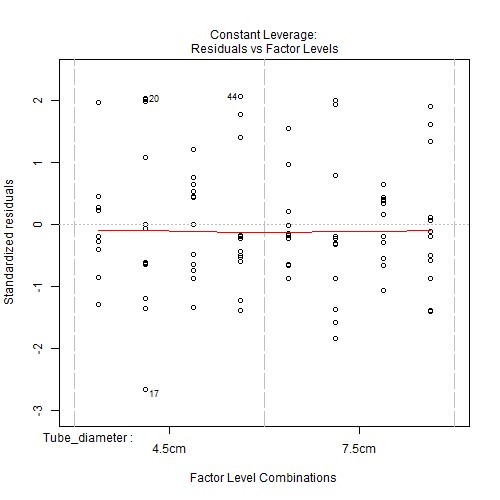 Constant Leverage:
Residuals vs Factor Levels
Standardized residuals
2
1
0
-1
-2
-3
20
44
17
Tube_diameter :
4.5cm
7.5cm
Factor Level Combinations